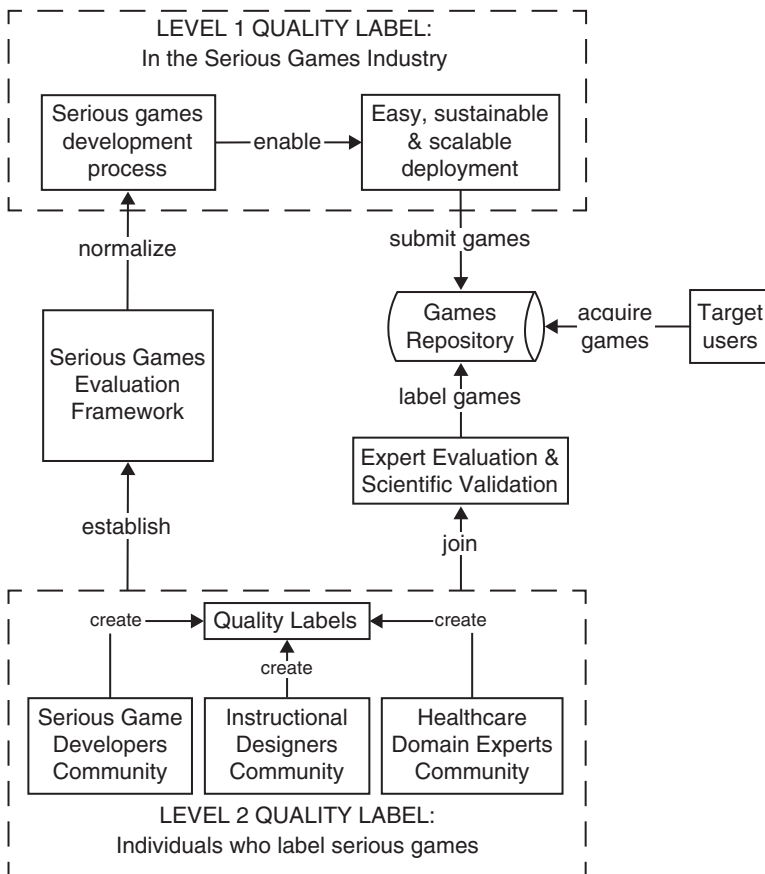 LEVEL 1 QUALITY LABEL:
In the Serious Games Industry
Serious games
development
process
enable
Easy, sustainable
& scalable
deployment
normalize
submit games
Games
Repository
acquire
games
Target
users
Serious Games
Evaluation
Framework
label games
Expert Evaluation &
Scientific Validation
establish
join
create
Quality Labels
create
create
Serious Game
Developers
Community
Instructional
Designers
Community
Healthcare
Domain Experts
Community
LEVEL 2 QUALITY LABEL:
Individuals who label serious games